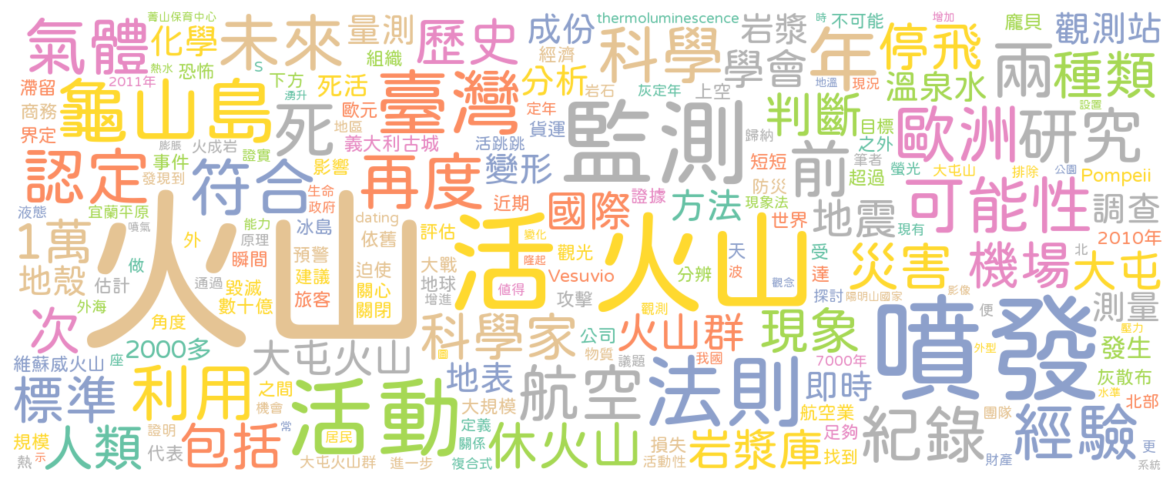 菁山保育中心
thermoluminescence
時
不可能
增加
龐貝
觀測站
氣體
化學
未來
量測
歷史
成份
科學
岩漿
年
停飛
兩
種類
組織
經濟
學會
熱水
恐怖
S
下方
死活
分析
岩石
灰定年
上空
地溫
現況
溫泉水
滯留
2011年
湧升
商務
龜山島
死
歐元
臺灣
定年
貨運
監測
判斷
目標
設置
歐洲
研究
界定
膨脹
火成岩
地區
義大利古城
活跳跳
歸納
之外
證實
認定
事件
發現到
符合
影響
再度
變形
短短
筆者
超過
螢光
大屯山
排除
公園
Pompeii
前
可能性
液態
宜蘭平原
生命
政府
近期
國際
證據
防災
現象法
能力
噴氣
dating
方法
世界
地震
調查
1萬
外
原理
冰島
依舊
評估
觀光
變化
隆起
天
受
現有
北
2010年
火山
活火山
地殼
瞬間
預警
建議
迫使
關心
大戰
地球
Vesuvio
分辨
波
達
觀念
災害
機場
大屯
估計
做
通過
毀滅
數十億
旅客
關閉
增進
值得
攻擊
觀測
探討
陽明山國家
影像
便
測量
外海
次
角度
2000多
科學家
公司
火山群
現象
噴發
壓力
維蘇威火山
座
之間
大屯火山
圖
物質
議題
我國
7000年
外型
發生
標準
利用
機會
活動
地表
航空
法則
即時
灰散布
大規模
航空業
水準
北部
規模
示
人類
證明
包括
常
居民
定義
關係
休火山
損失
岩漿庫
足夠
找到
紀錄
團隊
經驗
更
熱
代表
大屯火山群
進一步
複合式
活動性
財產
系統